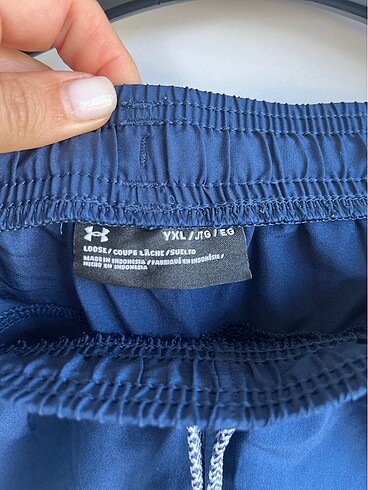 YXL / JTG / EG
LOOSE / COUPE LÂCHE / SUELTO
MADE IN INDONESIA / FABRIQUÉ EN INDONÉSIE /
HECHO EN INDONESIA